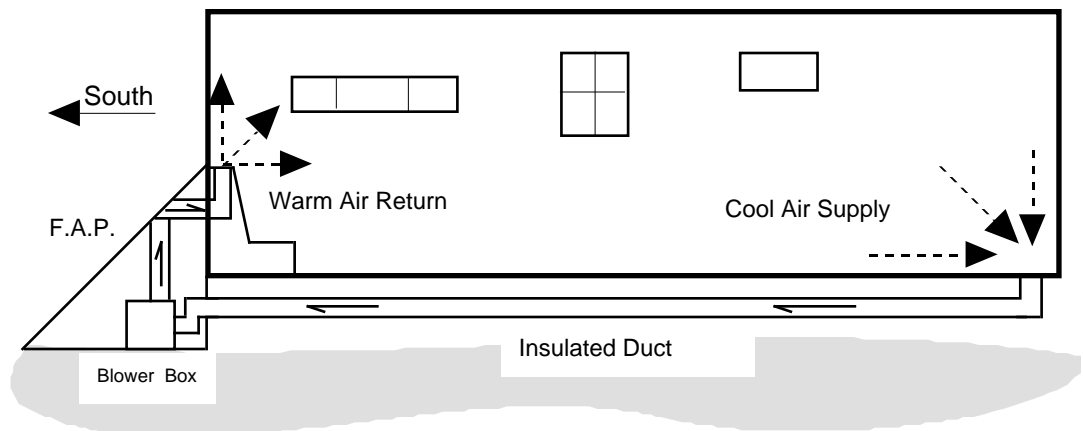 South
Warm Air Return
Cool Air Supply
F.A.P.
Insulated Duct
Blower Box